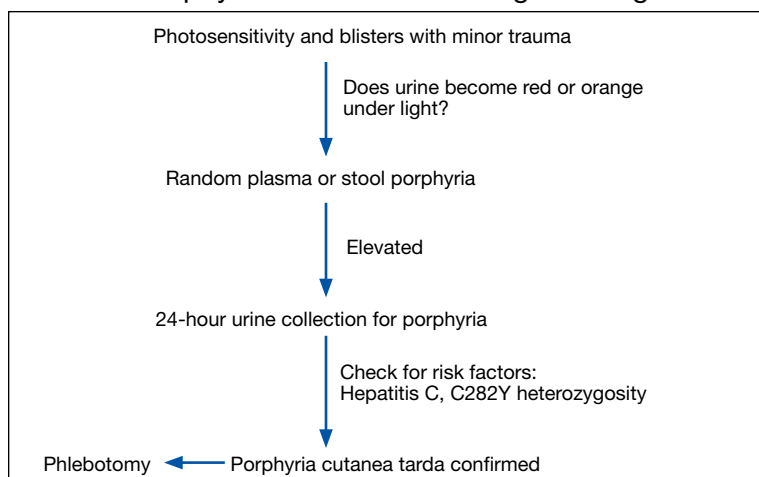 Photosensitivity and blisters with minor trauma
Does urine become red or orange
under light?
Random plasma or stool porphyria
Elevated
24-hour urine collection for porphyria
Check for risk factors:
Hepatitis C, C282Y heterozygosity
Phlebotomy
Porphyria cutanea tarda confirmed